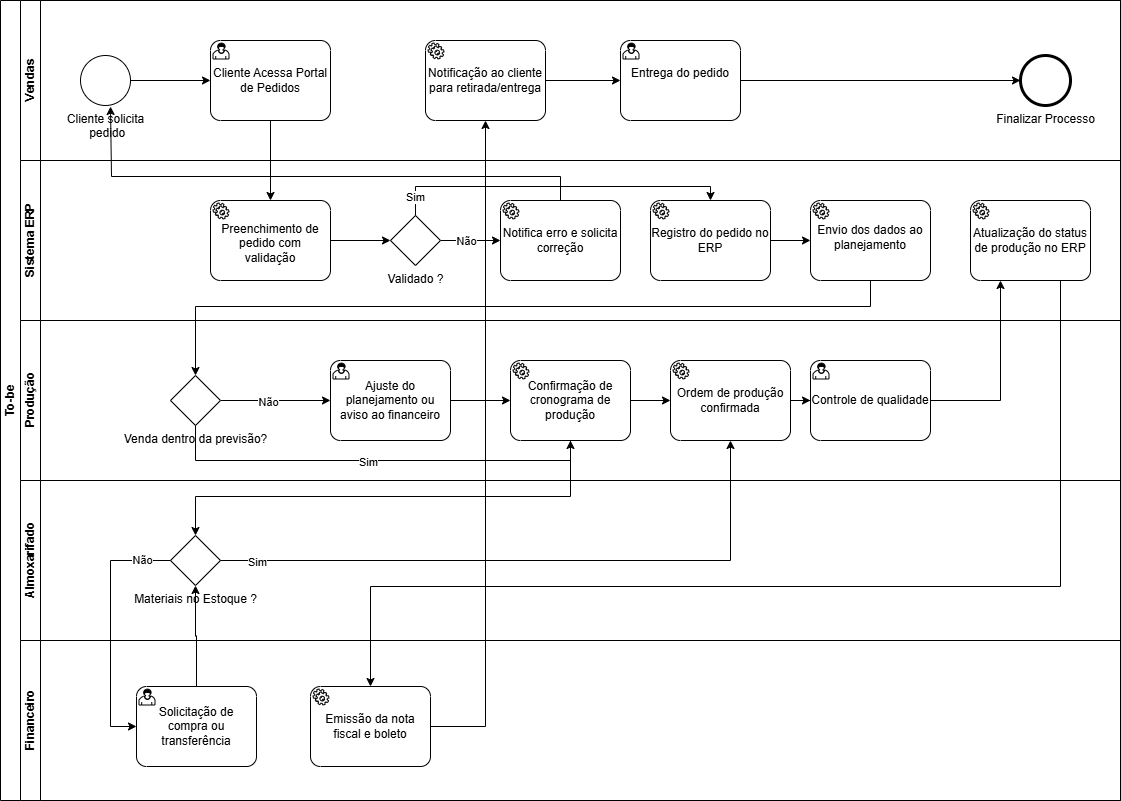 To-be
Vendas
Cliente solicita
pedido
Cliente Acessa Portal
de Pedidos
Notificação ao cliente
para retirada/entrega
Entrega do pedido
Finalizar Processo
Sistema ERP
Preenchimento de
pedido com
validação
Sim
Validado ?
Não
Notifica erro e solicita
correção
Registro do pedido no
ERP
Envio dos dados ao
planejamento
Atualização do status
de produção no ERP
Produção
Venda dentro da previsão?
Não
Sim
Ajuste do
planejamento ou
aviso ao financeiro
Confirmação de
cronograma de
produção
Ordem de produção
confirmada
Controle de qualidade
Almoxarifado
Não
Sim
Materiais no Estoque ?
Financeiro
Solicitação de
compra ou
transferência
Emissão da nota
fiscal e boleto